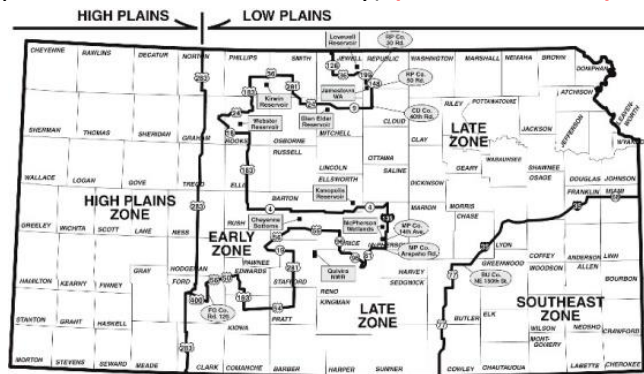 HIGH PLAINS
LOW PLAINS
CHEYENNE
RAWLINS
DECATUR
NORTON
PHILLIPS
SMITH
JEWELL
REPUBLIC
WASHINGTON
MARSHALL
NEMAHA
BROWN
DONIPHAN
Lovewell
Reservoir
RP Co.
30 Rd.
RP Co.
50 Rd.
ATCHISON
Jamestown
WA
Kirwin
Reservoir
CD Co.
40th Rd.
RILEY
POTTAWATOMIE
JACKSON
JEFFERSON
LEAVEN
WORTH
SHERMAN
THOMAS
SHERIDAN
GRAHAM
ROOKS
Webster
Reservoir
Glen Elder
Reservoir
OSBORNE
MITCHELL
CLOUD
CLAY
RUSSELL
LINCOLN
OTTAWA
LATE
ZONE
GEARY
WABAUNSEE
SHAWNEE
OSAGE
DOUGLAS
JOHNSON
WALLACE
LOGAN
GOVE
TREGO
ELLIS
ELLSWORTH
SALINE
DICKINSON
MORRIS
FRANKLIN
MIAMI
Kanopolis
Reservoir
HIGH PLAINS
ZONE
RUSH
BARTON
Cheyenne
Bottoms
McPherson
Wetlands
MARION
CHASE
LYON
GREELEY
WICHITA
SCOTT
LANE
NESS
EARLY
ZONE
RICE
MP Co.
14th Ave.
MP Co.
Arapaho Rd.
COFFEY
ANDERSON
LINN
HODGEMAN
PAWNEE
EDWARDS
STAFFORD
Quivira
NWR
RENO
HARVEY
SEDGWICK
BU Co.
NE 150th St.
GREENWOOD
WOODSON
ALLEN
BOURBON
HAMILTON
KEARNY
FINNEY
GRAY
FORD
FO Co.
Rd. 126
KINGMAN
LATE
ZONE
BUTLER
ELK
SOUTHEAST
ZONE
STANTON
GRANT
HASKELL
KIOWA
PRATT
WILSON
NEOSHO
CRAWFORD
MONT-
GOMERY
MORTON
STEVENS
SEWARD
MEADE
CLARK
COMANCHE
BARBER
HARPER
SUMNER
COWLEY
CHAUTAUQUA
LABETTE
CHEROKEE